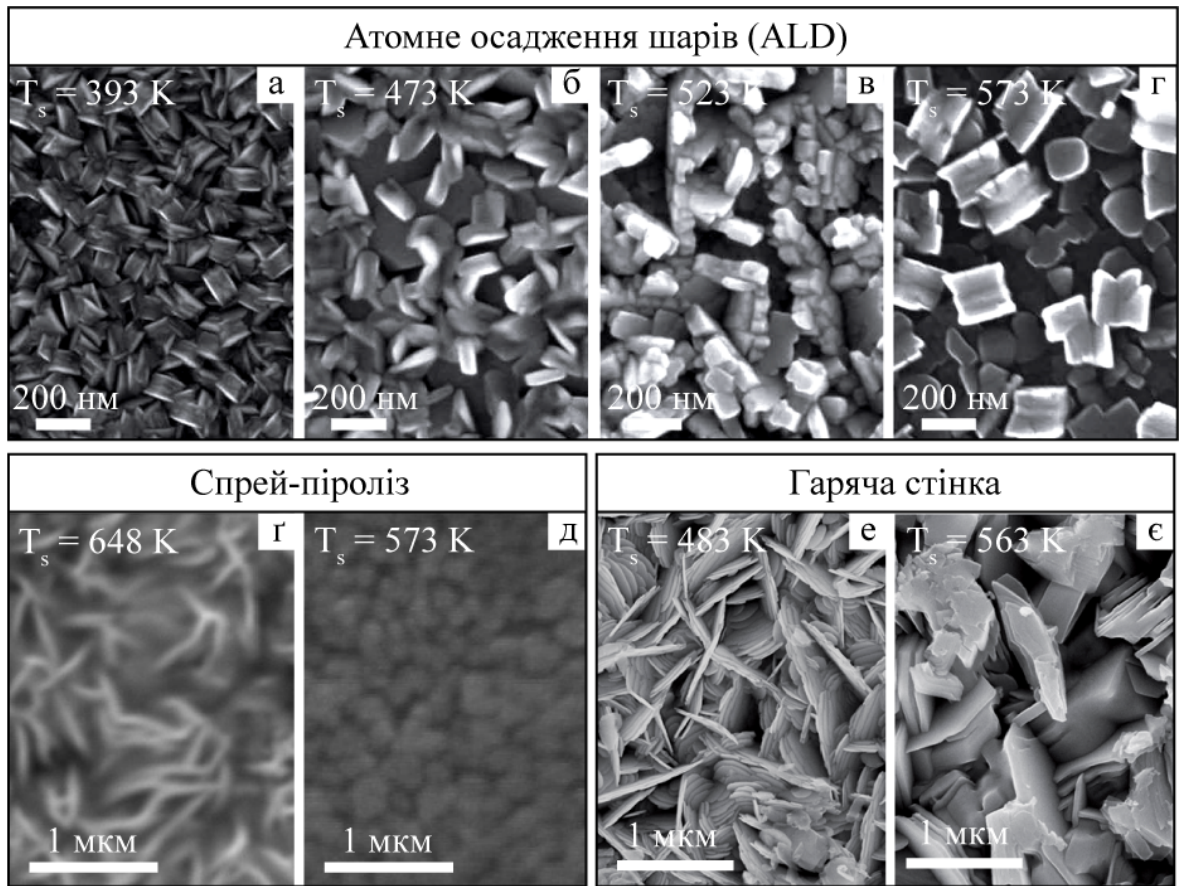 Атомне осадження шарів (ALD)
Ts = 393 K а
Ts = 473 K б
Ts = 523 K в
Ts = 573 K г
200 нм
200 нм
200 нм
200 нм
Спрей-піроліз
Гаряча стінка
Ts = 648 K ґ
Ts = 573 K д
Ts = 483 K е
Ts = 563 K є
1 мкм
1 мкм
1 мкм
1 мкм